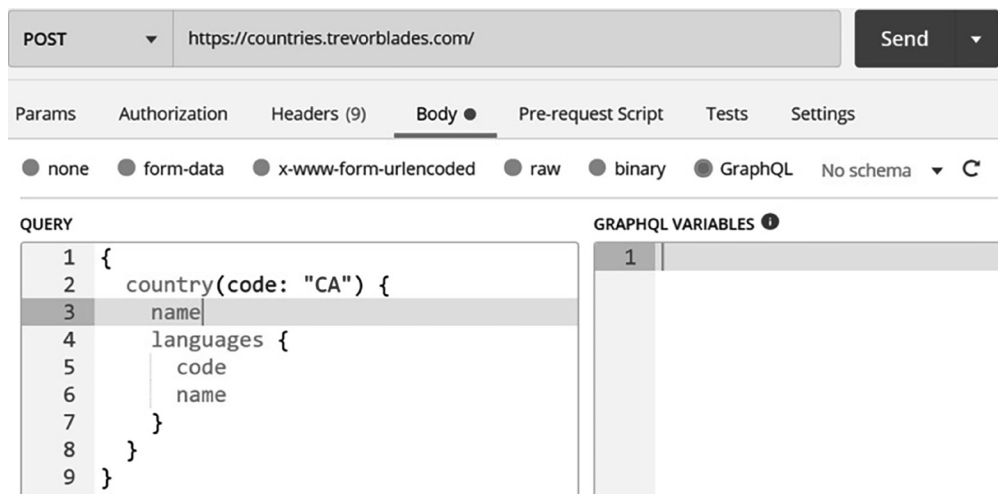 POST https://countries.trevorblades.com/ Send
Params Authorization Headers (9) Body Pre-request Script Tests Settings
none form-data x-www-form-urlencoded raw binary GraphQL No schema
QUERY GRAPHQL VARIABLES
1 { 1
2 country(code: "CA") {
3 name
4 languages {
5 code
6 name
7 }
8 }
9 }